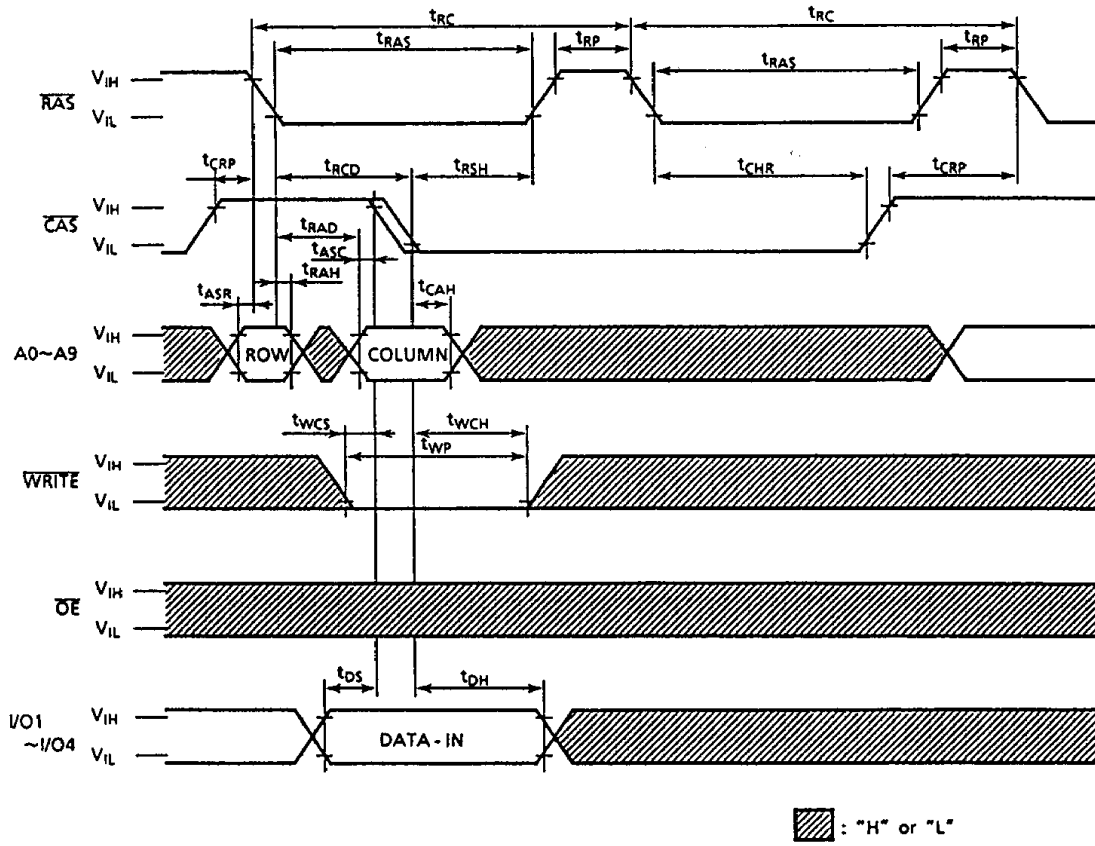 tRC tRC
tRAS tRP tRAS tRP
RAS VIH
VIL
tCRP tRCD tRSH tCHR tCRP
CAS VIH
VIL
tRAD
tASC
tRAH
tASR tCAH
A0~A9 VIH
VIL
ROW COLUMN
tWCS tWCH
tWP
WRITE VIH
VIL
OE VIH
VIL
tDS tDH
I/O1
~I/O4
VIH
VIL
DATA-IN
: "H" or "L"